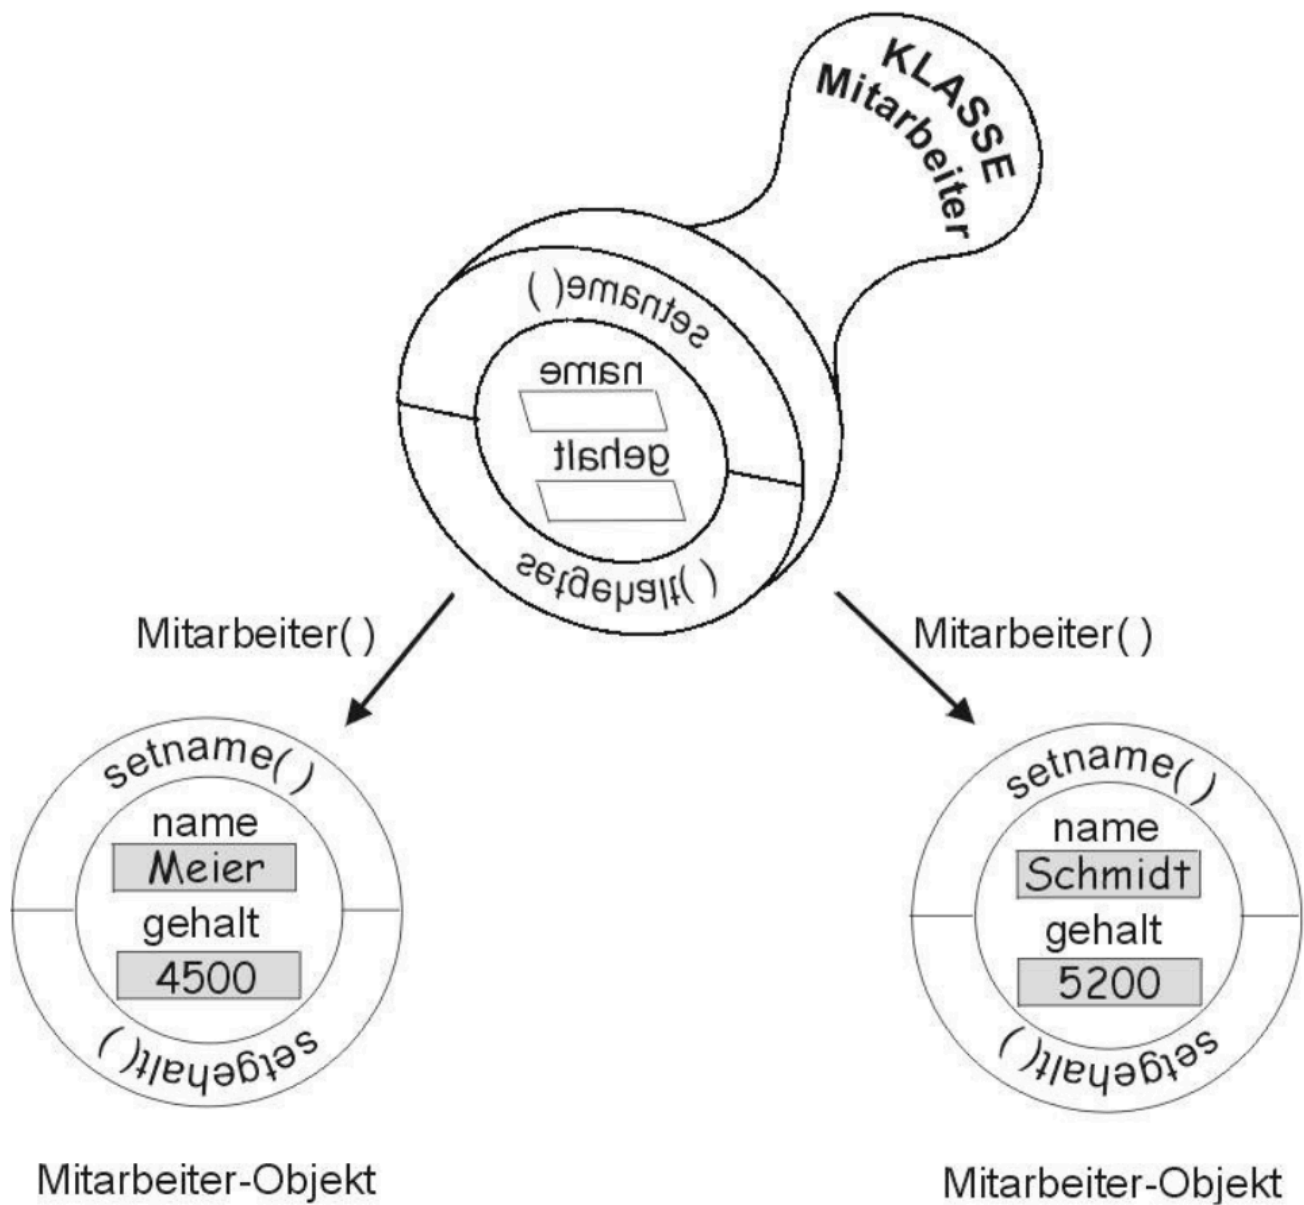 KLASSE
Mitarbeiter
setname( )
name
gehalt
setgehalt( )
Mitarbeiter( )
Mitarbeiter( )
setname( )
name
Meier
gehalt
4500
setgehalt( )
Mitarbeiter-Objekt
setname( )
name
Schmidt
gehalt
5200
setgehalt( )
Mitarbeiter-Objekt